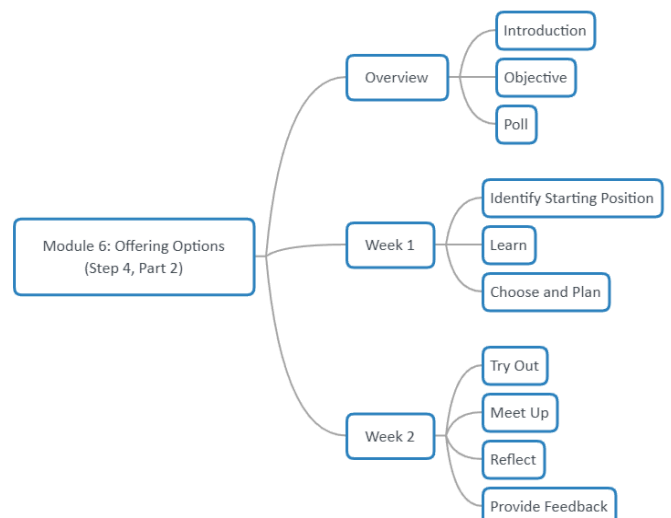 Module 6: Offering Options
(Step 4, Part 2)
Overview
Introduction
Objective
Poll
Week 1
Identify Starting Position
Learn
Choose and Plan
Week 2
Try Out
Meet Up
Reflect
Provide Feedback